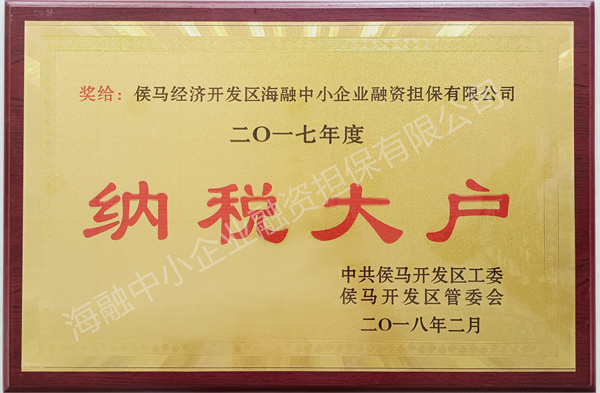 奖给：侯马经济开发区海融中小企业融资担保有限公司
二〇一七年度
纳税大户
中共侯马开发区工委
侯马开发区管委会
二〇一八年二月
海融中小企业融资担保有限公司